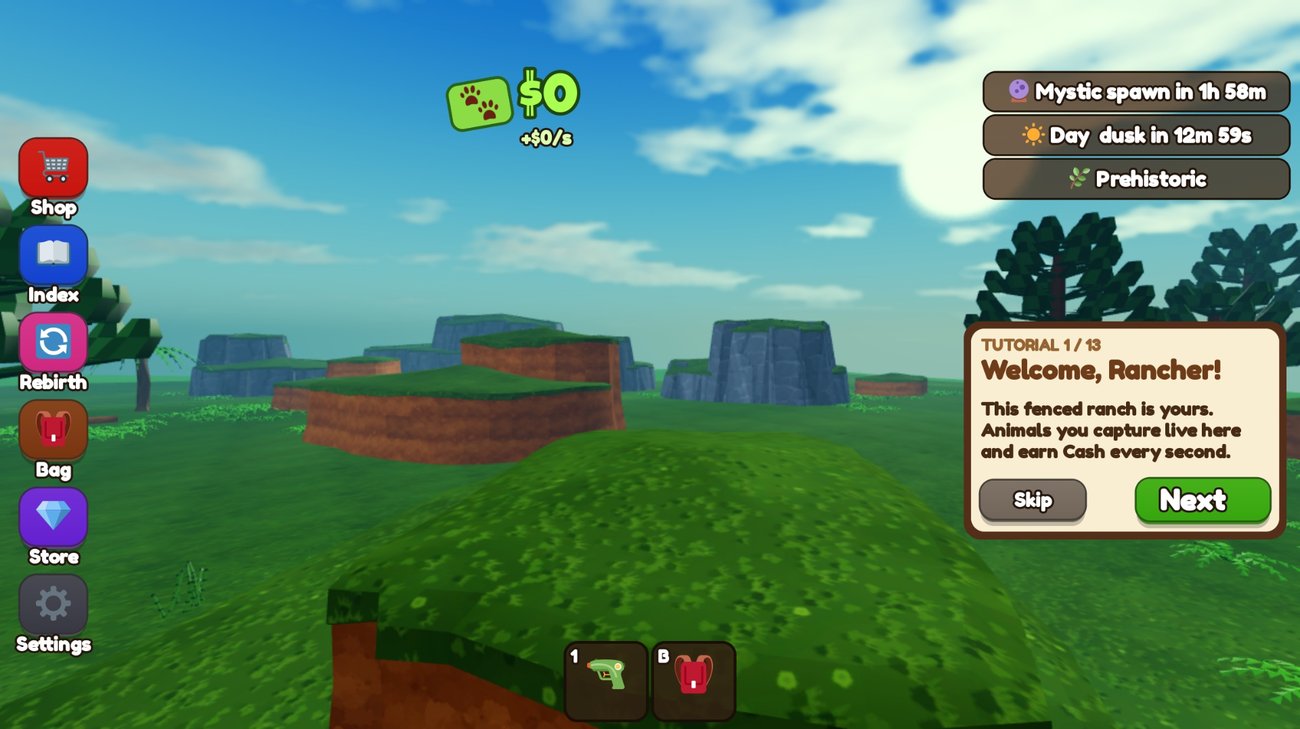 $0
+$0/s
Mystic spawn in 1h 58m
Day dusk in 12m 59s
Prehistoric
Shop
Index
Rebirth
Bag
Store
Settings
TUTORIAL 1 / 13
Welcome, Rancher!
This fenced ranch is yours.
Animals you capture live here
and earn Cash every second.
Skip
Next
1
B